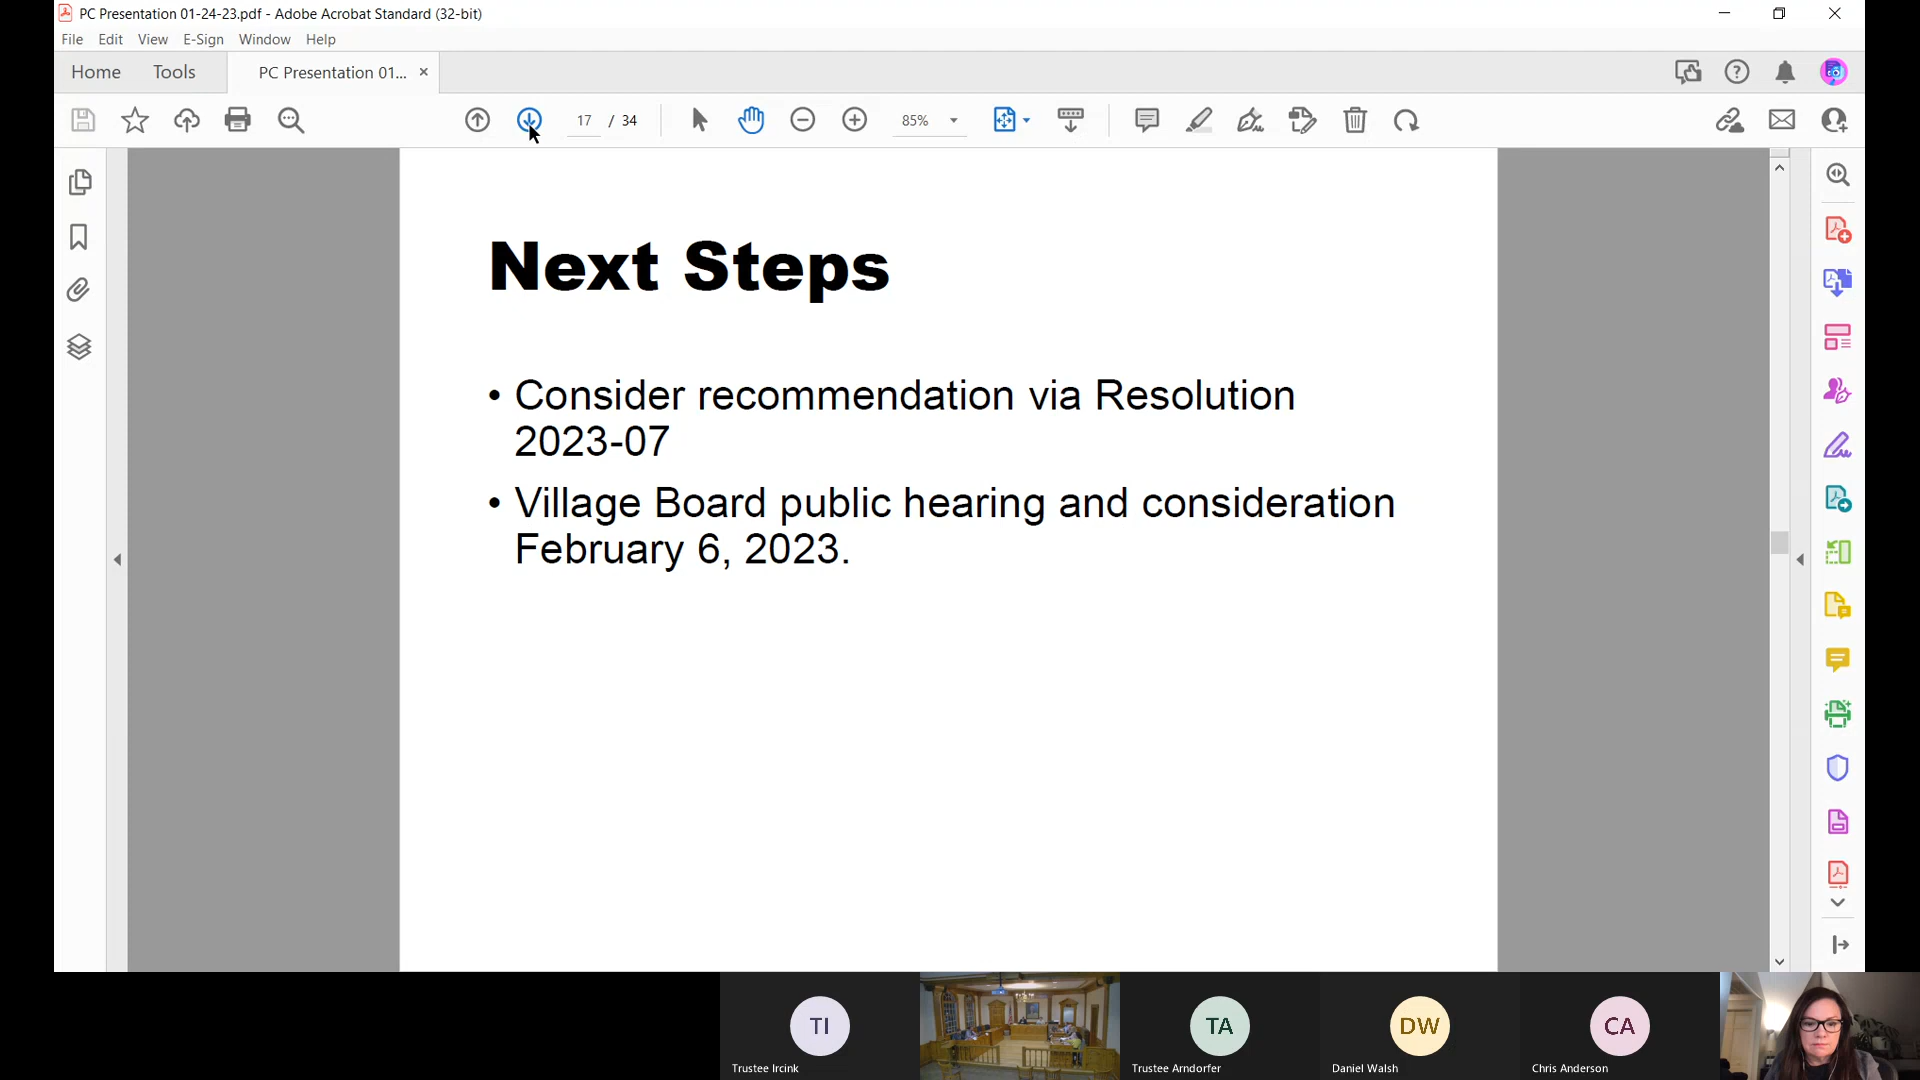 PC Presentation 01-24-23.pdf - Adobe Acrobat Standard (32-bit)
File Edit View E-Sign Window Help
Home Tools PC Presentation 01...
17 / 34 85%
Next Steps
• Consider recommendation via Resolution
2023-07
• Village Board public hearing and consideration
February 6, 2023.
TI TA DW CA
Trustee Ircink Trustee Arndorfer Daniel Walsh Chris Anderson